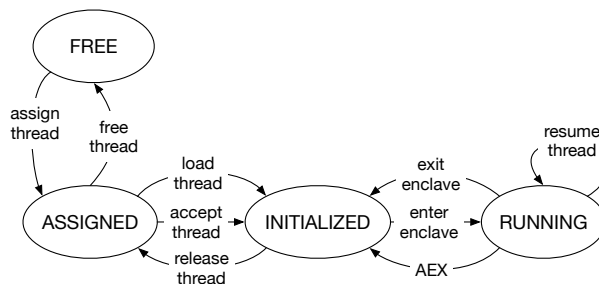 FREE
assign
thread
free
thread
load
thread
exit
enclave
resume
thread
ASSIGNED
accept
thread
INITIALIZED
enter
enclave
RUNNING
release
thread
AEX